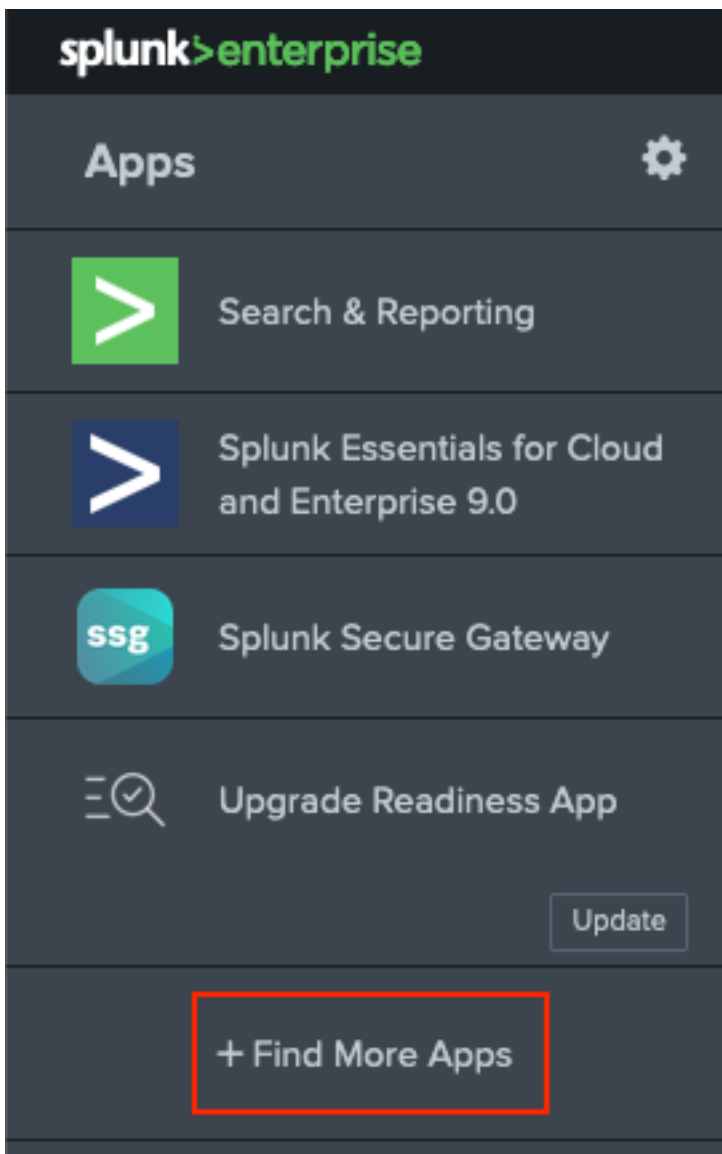 splunk>enterprise
Apps
> Search & Reporting
> Splunk Essentials for Cloud
and Enterprise 9.0
ssg Splunk Secure Gateway
Upgrade Readiness App
Update
+ Find More Apps